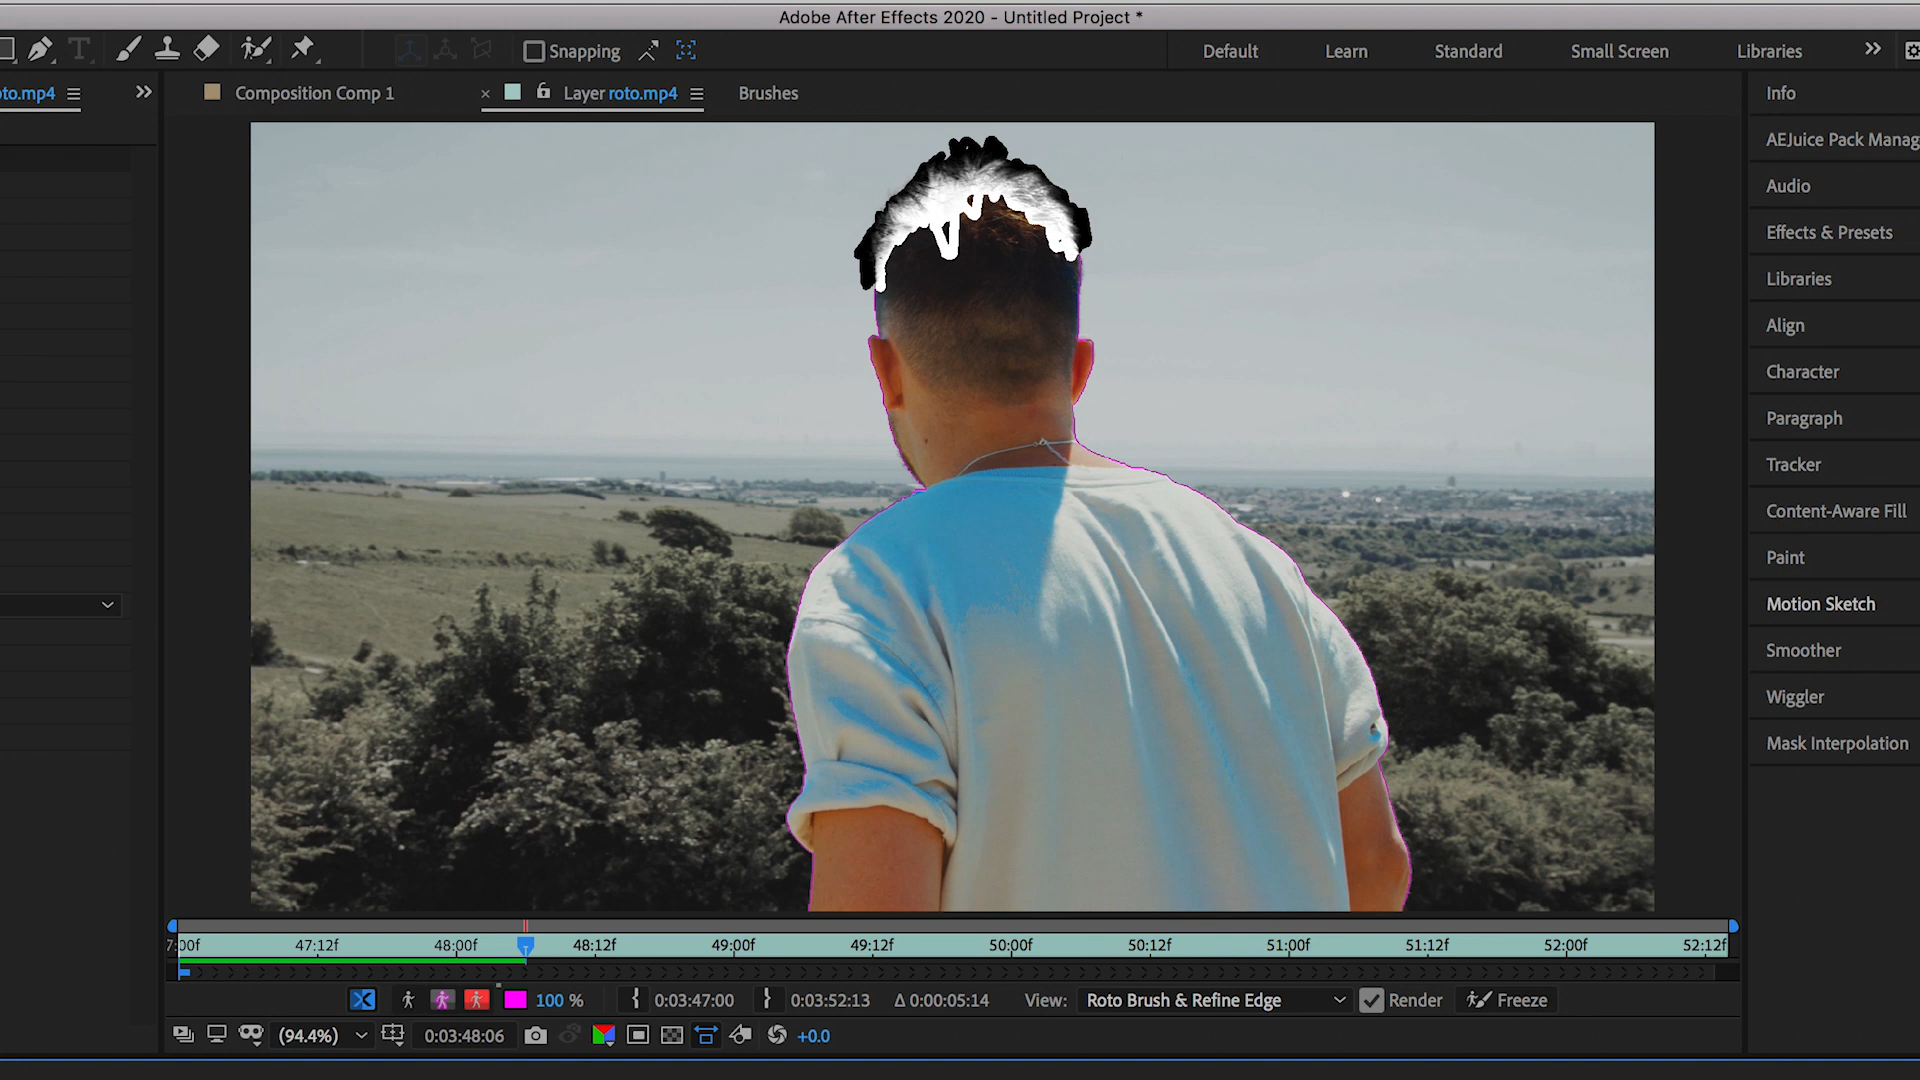 Adobe After Effects 2020 - Untitled Project *
T Snapping Default Learn Standard Small Screen Libraries
oto.mp4 Composition Comp 1 × Layer roto.mp4 Brushes
Info
AEJuice Pack Manag
Audio
Effects & Presets
Libraries
Align
Character
Paragraph
Tracker
Content-Aware Fill
Paint
Motion Sketch
Smoother
Wiggler
Mask Interpolation
7:00f 47:12f 48:00f 48:12f 49:00f 49:12f 50:00f 50:12f 51:00f 51:12f 52:00f 52:12f
100 % { 0:03:47:00 } 0:03:52:13 Δ 0:00:05:14 View: Roto Brush & Refine Edge Render Freeze
(94.4%) 0:03:48:06 +0.0